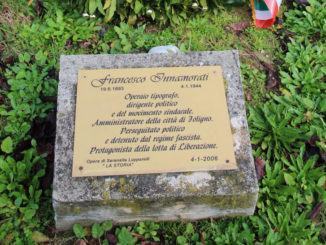 Francesco Innamorati
19.6.1893 4.1.1944
Operaio tipografo,
dirigente politico
e del movimento sindacale.
Amministratore della città di Foligno.
Perseguitato politico
e detenuto dal regime fascista.
Protagonista della lotta di Liberazione.
Opera di Serenella Lupparelli
"LA STORIA" 4-1-2006